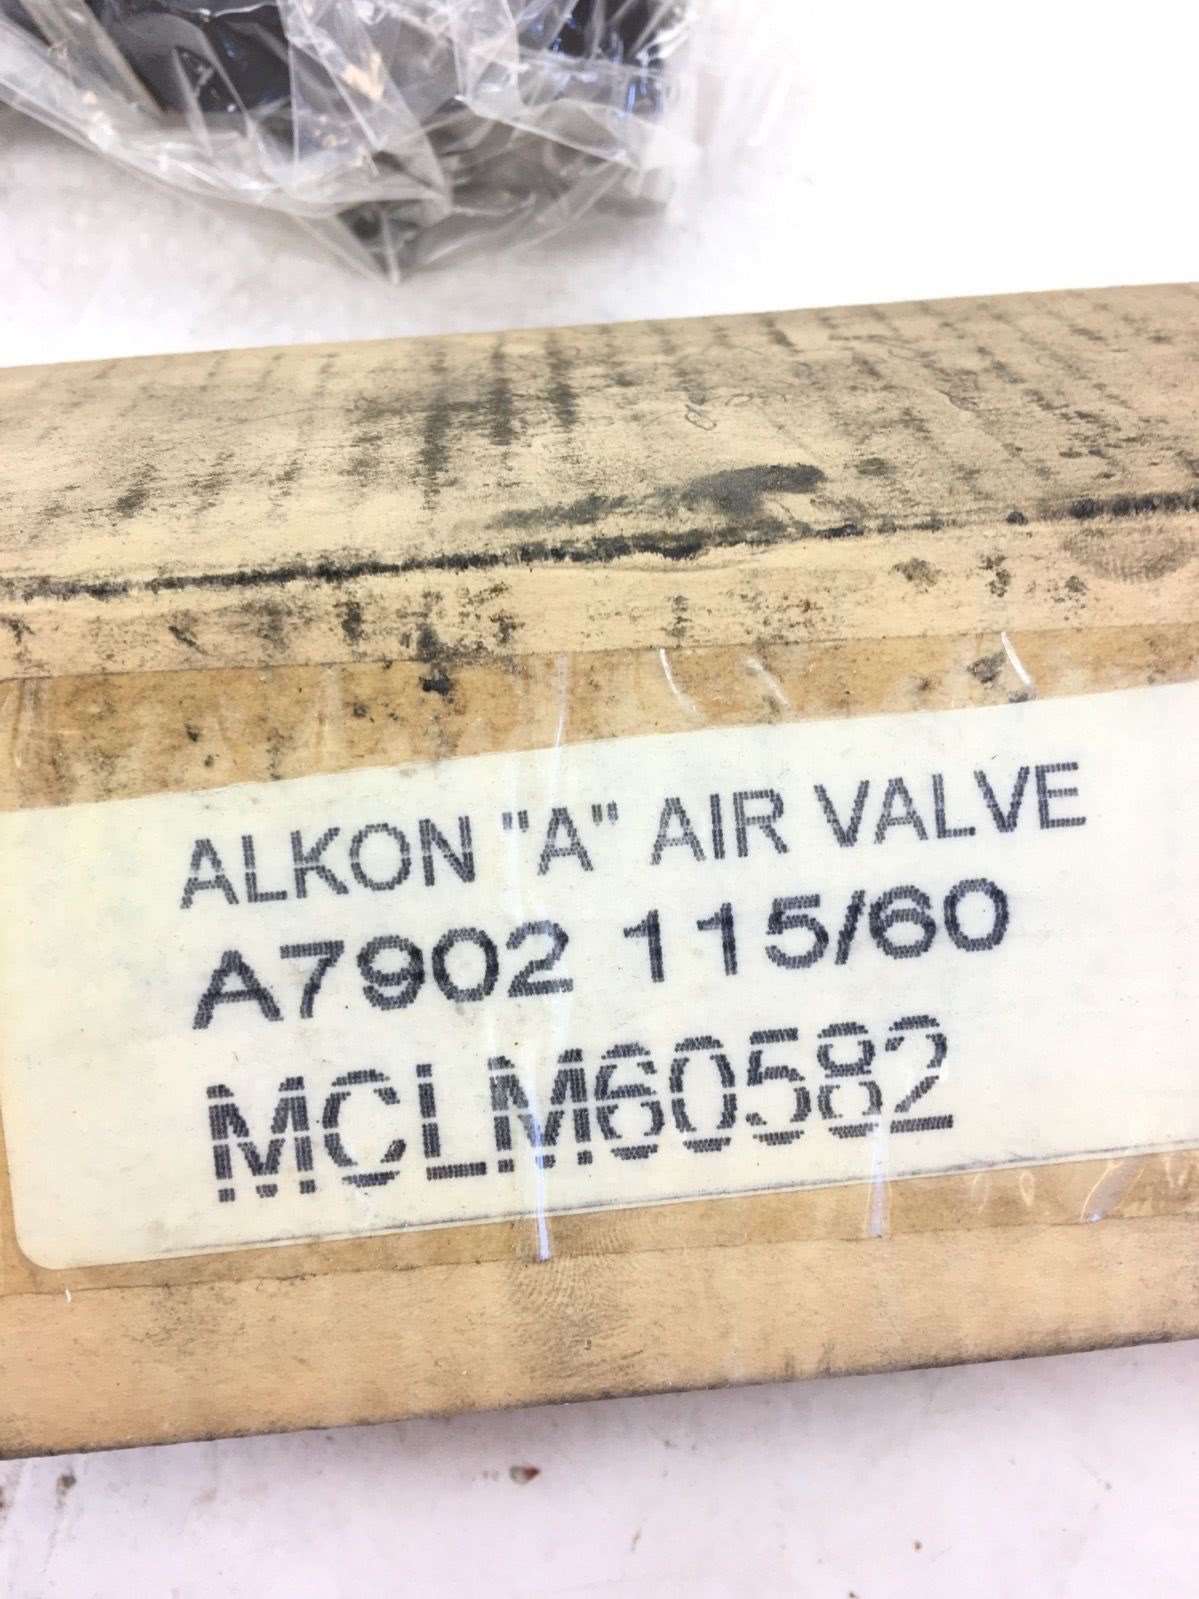 ALKON "A" AIR VALVE
A7902 115/60
MCLM60582